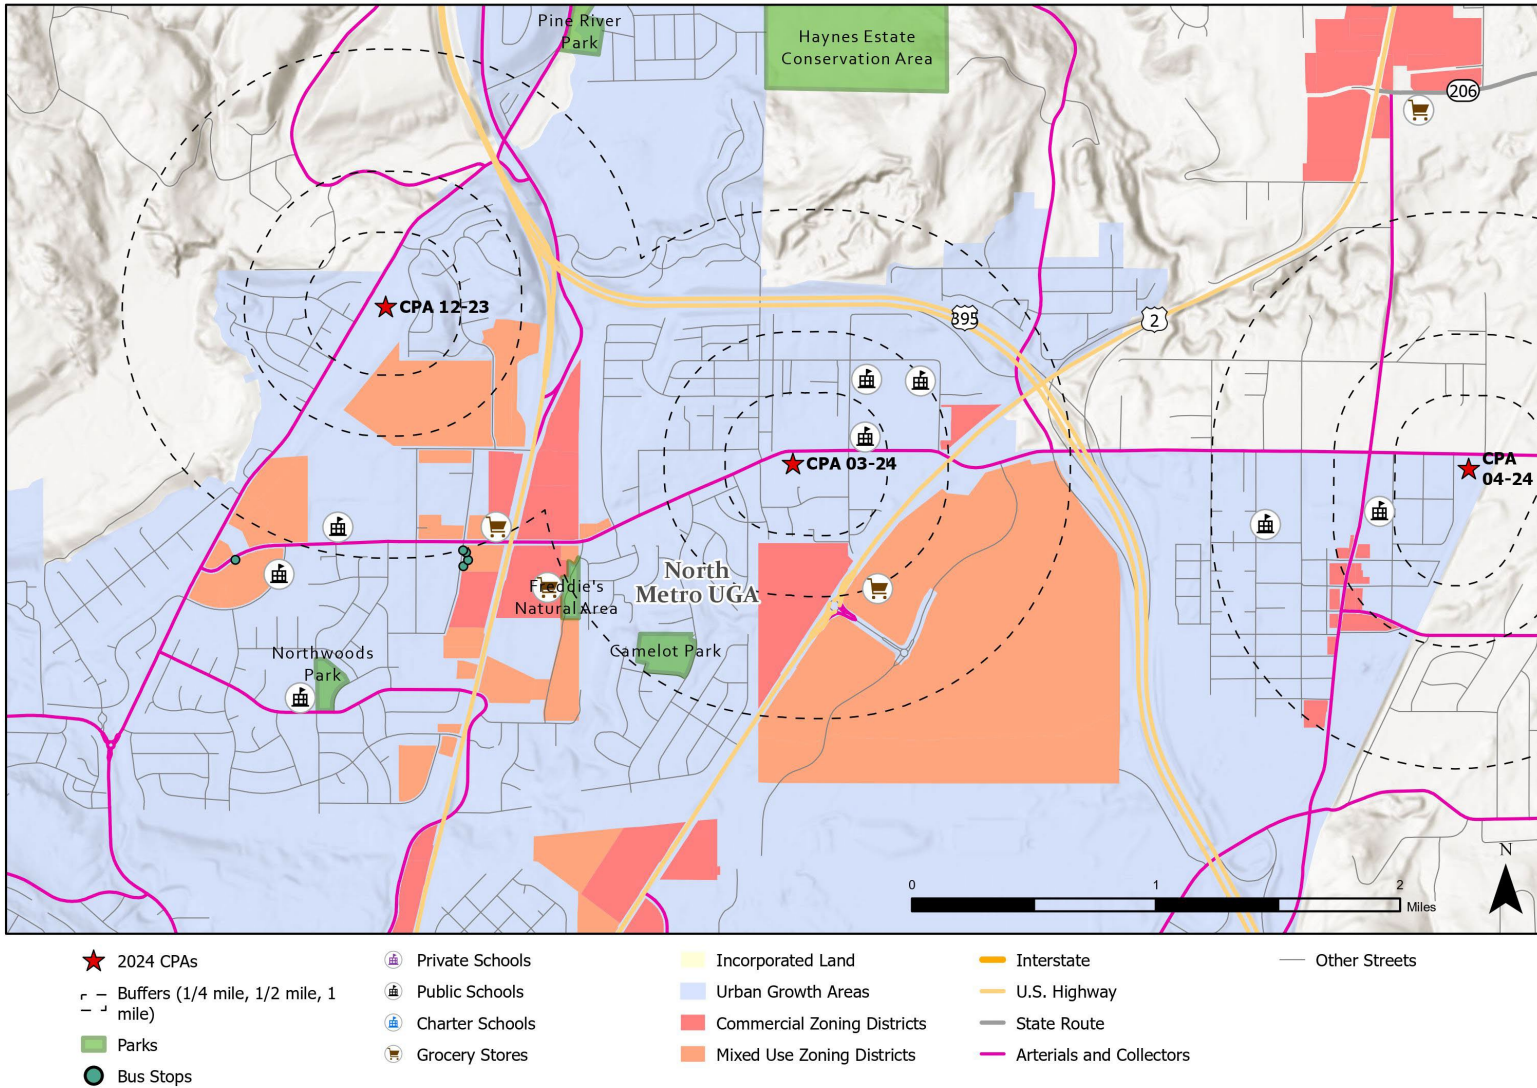 Pine River
Park
Haynes Estate
Conservation Area
206
CPA 12-23
395
2
CPA 03-24
CPA
04-24
North
Metro UGA
Freddie's
Natural Area
Northwoods
Park
Camelot Park
N
0 1 2
Miles
2024 CPAs
Buffers (1/4 mile, 1/2 mile, 1
mile)
Parks
Bus Stops
Private Schools
Public Schools
Charter Schools
Grocery Stores
Incorporated Land
Urban Growth Areas
Commercial Zoning Districts
Mixed Use Zoning Districts
Interstate
U.S. Highway
State Route
Arterials and Collectors
Other Streets